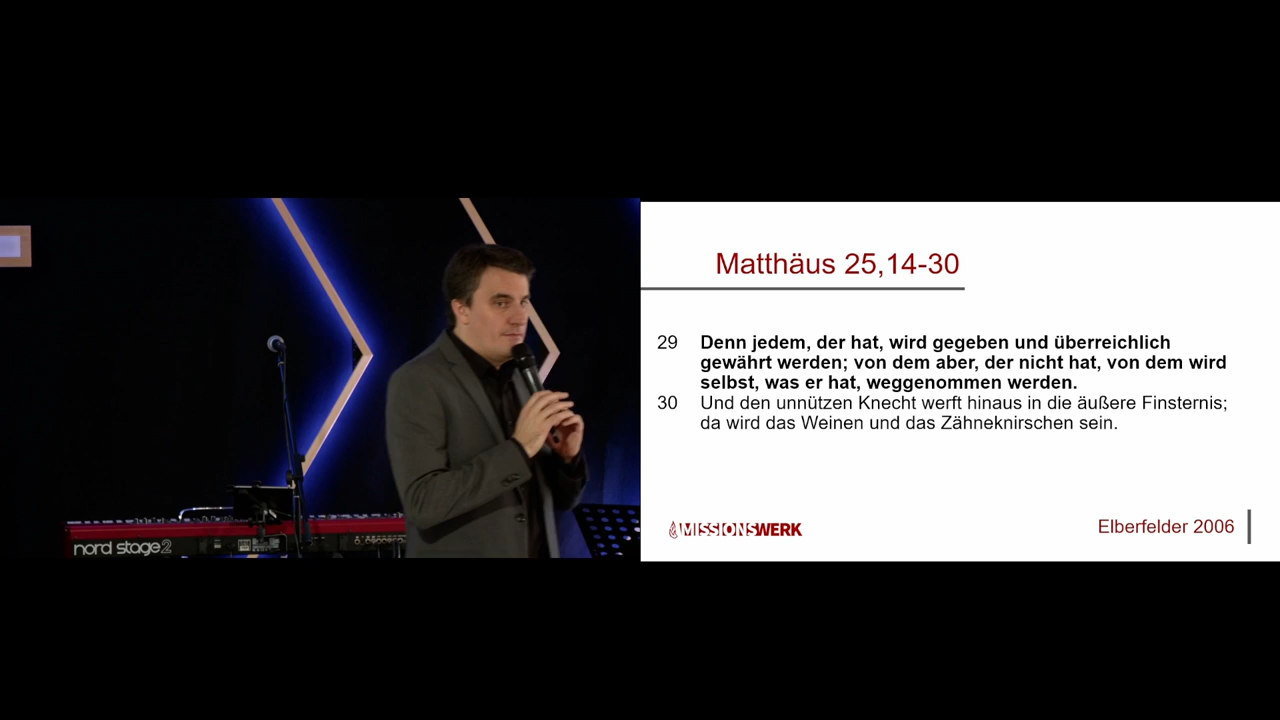 Matthäus 25,14-30
29 Denn jedem, der hat, wird gegeben und überreichlich
gewährt werden; von dem aber, der nicht hat, von dem wird
selbst, was er hat, weggenommen werden.
30 Und den unnützen Knecht werft hinaus in die äußere Finsternis;
da wird das Weinen und das Zähneknirschen sein.
MISSIONSWERK
Elberfelder 2006
nord stage 2